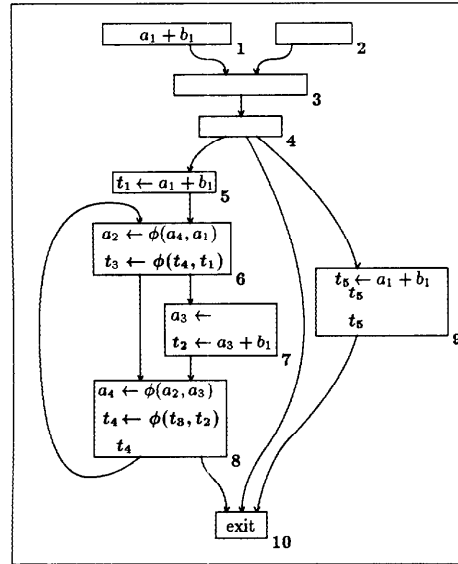 a₁ + b₁
1
2
3
4
t₁ ← a₁ + b₁
5
a₂ ← ϕ(a₄, a₁)
t₃ ← ϕ(t₄, t₁)
6
a₃ ←
t₂ ← a₃ + b₁
7
a₄ ← ϕ(a₂, a₃)
t₄ ← ϕ(t₃, t₂)
t₄
8
t₅ ← a₁ + b₁
t₅
t₅
9
exit
10